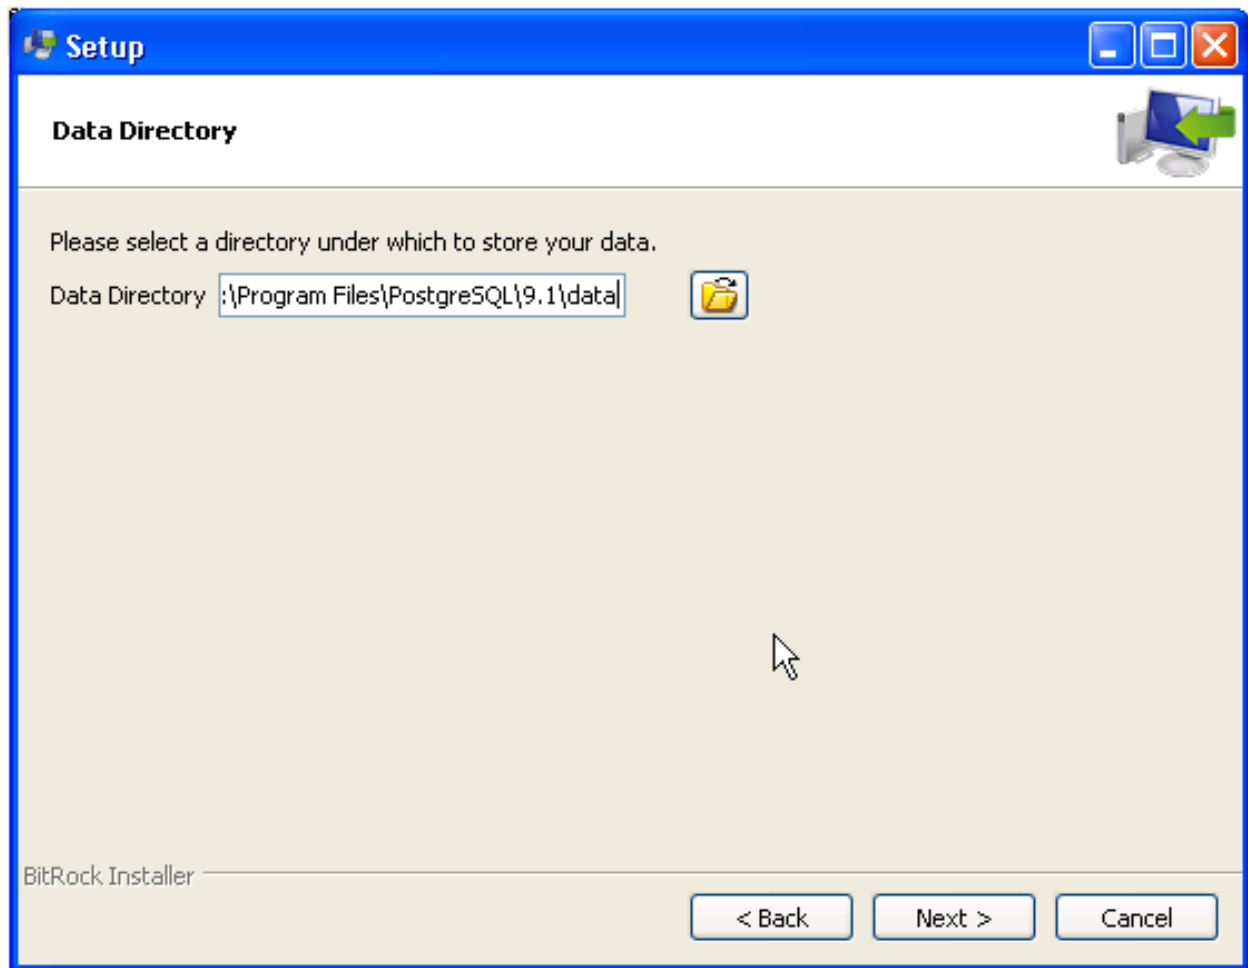 Setup
Data Directory
Please select a directory under which to store your data.
Data Directory :\Program Files\PostgreSQL\9.1\data
BitRock Installer
< Back Next > Cancel